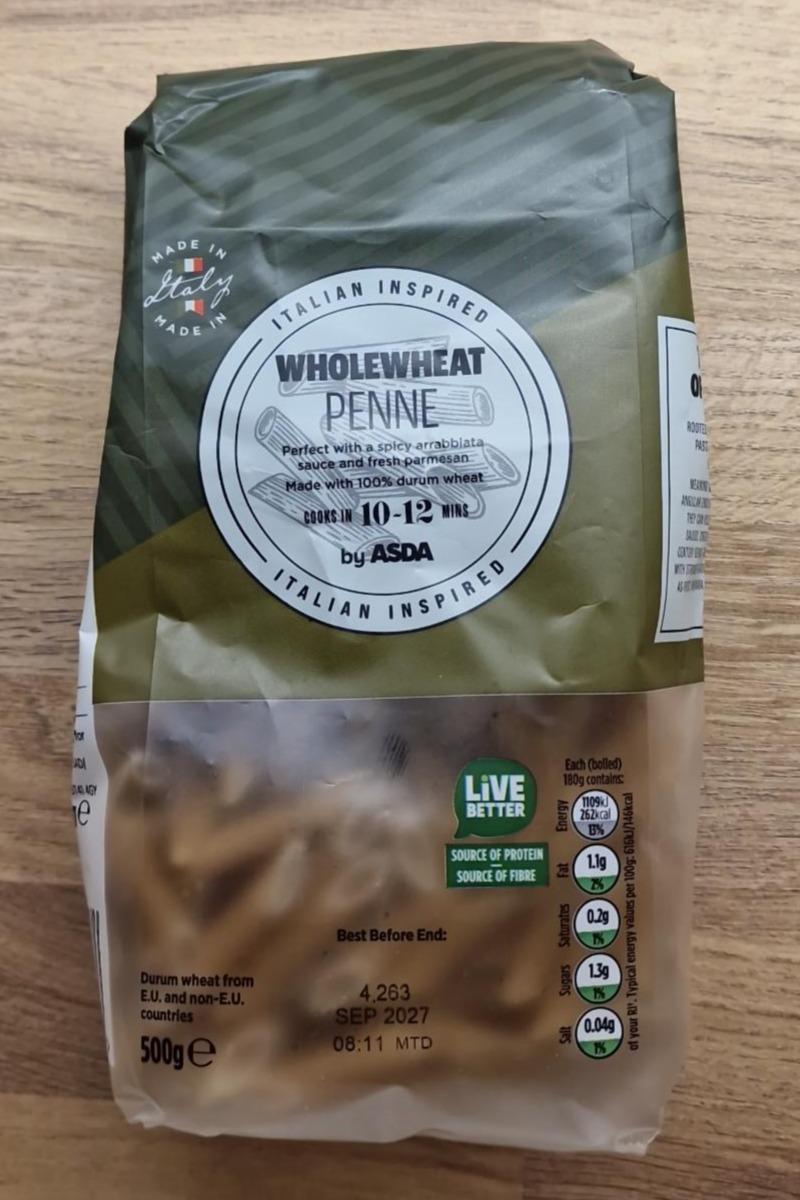 MADE IN
Italy
MADE IN
ITALIAN INSPIRED
WHOLEWHEAT
PENNE
Perfect with a spicy arrabbiata
sauce and fresh parmesan
Made with 100% durum wheat
COOKS IN 10-12 MINS
by ASDA
ITALIAN INSPIRED
LiVE
BETTER
SOURCE OF PROTEIN
SOURCE OF FIBRE
Each (boiled)
180g contains:
Energy
1109kJ
262kcal
13%
Fat
1.1g
2%
Saturates
0.2g
1%
Sugars
1.3g
1%
Salt
0.04g
1%
of your RI*. Typical energy values per 100g: 616kJ/146kcal
Best Before End:
4,263
SEP 2027
08:11 MTD
Durum wheat from
E.U. and non-E.U.
countries
500g e